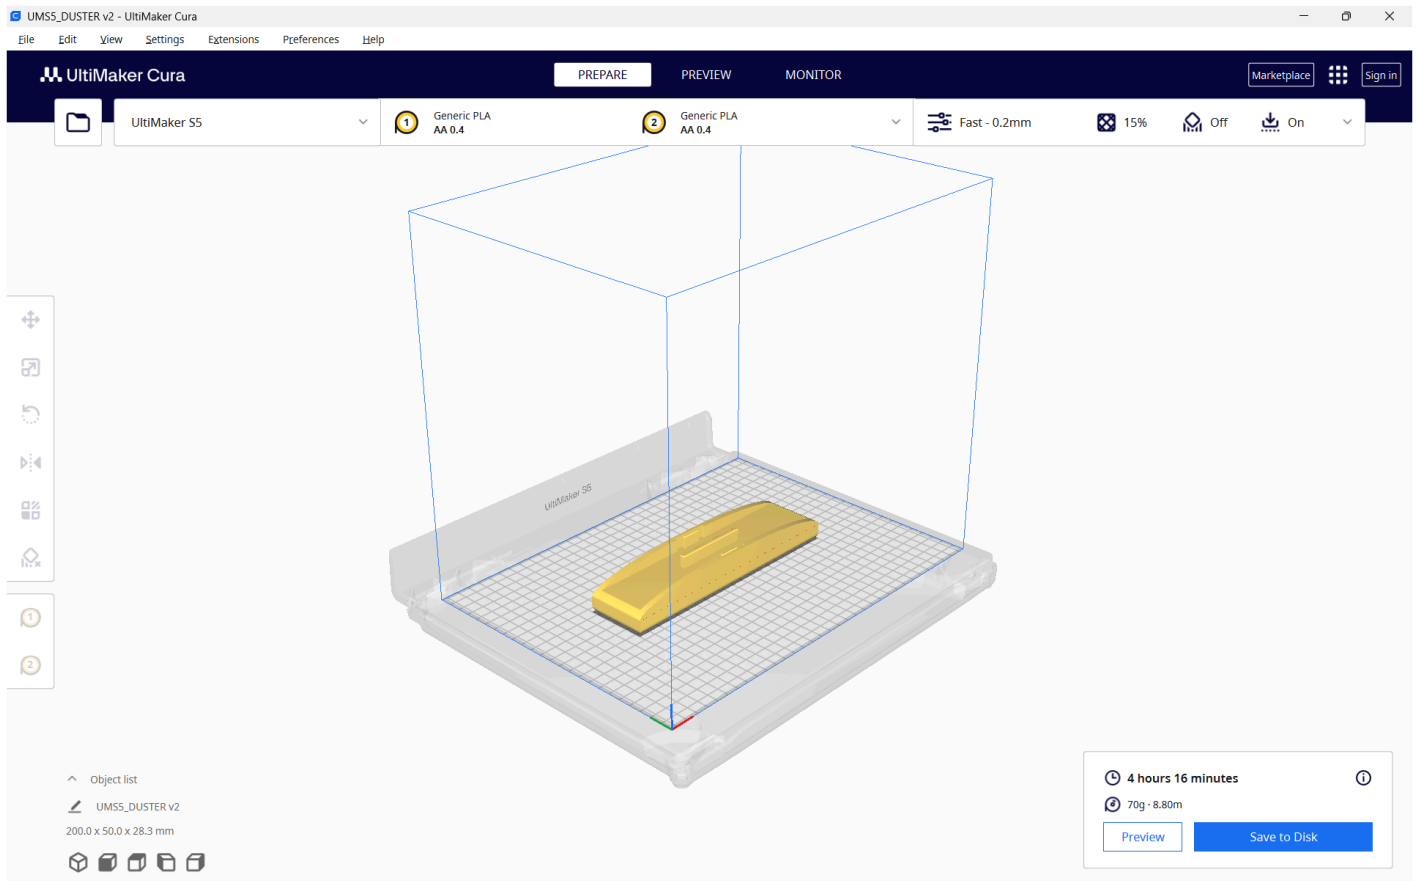 UMS5_DUSTER v2 - UltiMaker Cura
File Edit View Settings Extensions Preferences Help
UltiMaker Cura
PREPARE PREVIEW MONITOR
Marketplace Sign in
UltiMaker S5
1 Generic PLA
AA 0.4
2 Generic PLA
AA 0.4
Fast - 0.2mm 15% Off On
UltiMaker S5
1
2
Object list
UMS5_DUSTER v2
200.0 x 50.0 x 28.3 mm
4 hours 16 minutes
70g · 8.80m
Preview Save to Disk